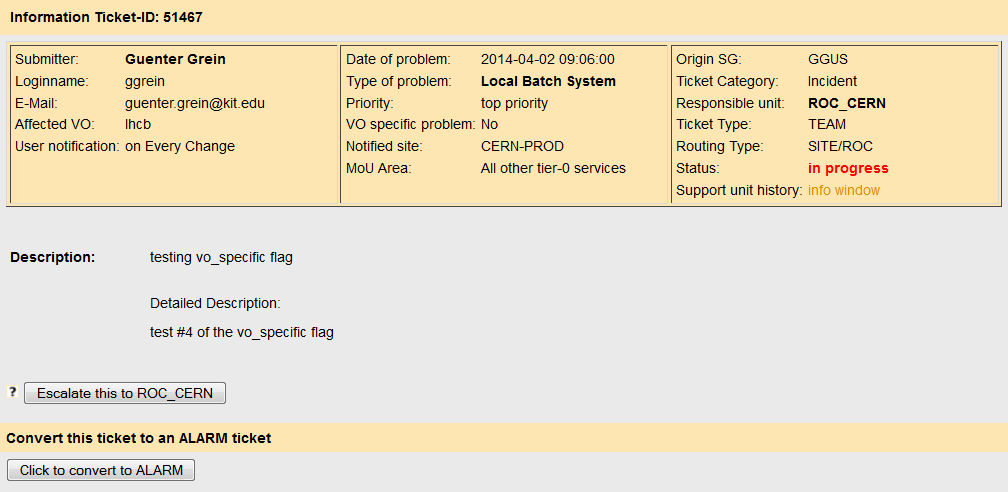 Information Ticket-ID: 51467
Submitter: Guenter Grein
Loginname: ggrein
E-Mail: guenter.grein@kit.edu
Affected VO: lhcb
User notification: on Every Change
Date of problem: 2014-04-02 09:06:00
Type of problem: Local Batch System
Priority: top priority
VO specific problem: No
Notified site: CERN-PROD
MoU Area: All other tier-0 services
Origin SG: GGUS
Ticket Category: Incident
Responsible unit: ROC_CERN
Ticket Type: TEAM
Routing Type: SITE/ROC
Status: in progress
Support unit history: info window
Description: testing vo_specific flag
Detailed Description:
test #4 of the vo_specific flag
? Escalate this to ROC_CERN
Convert this ticket to an ALARM ticket
Click to convert to ALARM